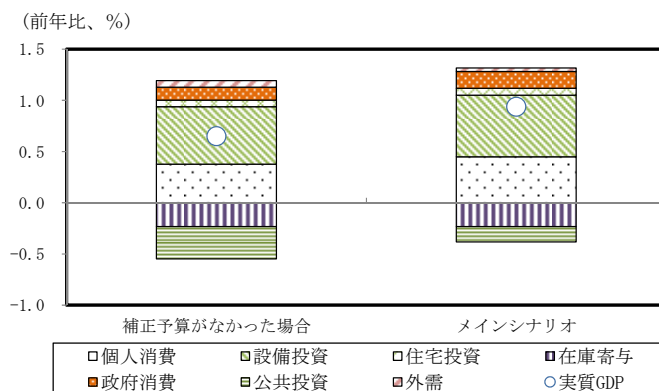 （前年比、%）
1.5
1.0
0.5
0.0
-0.5
-1.0
補正予算がなかった場合 メインシナリオ
個人消費 設備投資 住宅投資 在庫寄与
政府消費 公共投資 外需 実質GDP